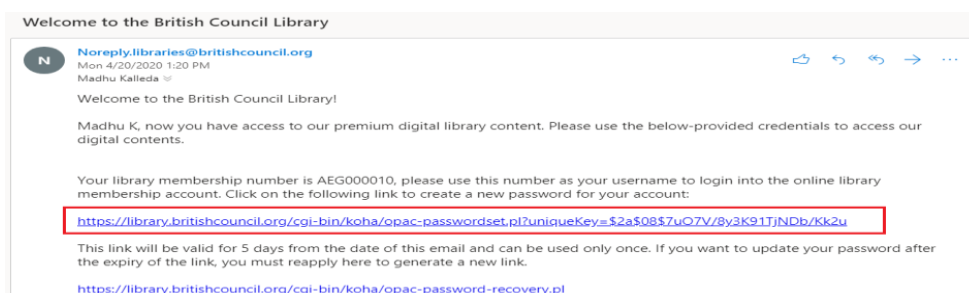 Welcome to the British Council Library
N
Noreply.libraries@britishcouncil.org
Mon 4/20/2020 1:20 PM
Madhu Kalleda
Welcome to the British Council Library!
Madhu K, now you have access to our premium digital library content. Please use the below-provided credentials to access our
digital contents.
Your library membership number is AEG000010, please use this number as your username to login into the online library
membership account. Click on the following link to create a new password for your account:
https://library.britishcouncil.org/cgi-bin/koha/opac-passwordset.pl?uniqueKey=$2a$08$7uO7V/8y3K91TjNDb/Kk2u
This link will be valid for 5 days from the date of this email and can be used only once. If you want to update your password after
the expiry of the link, you must reapply here to generate a new link.
https://library.britishcouncil.org/cgi-bin/koha/opac-password-recovery.pl